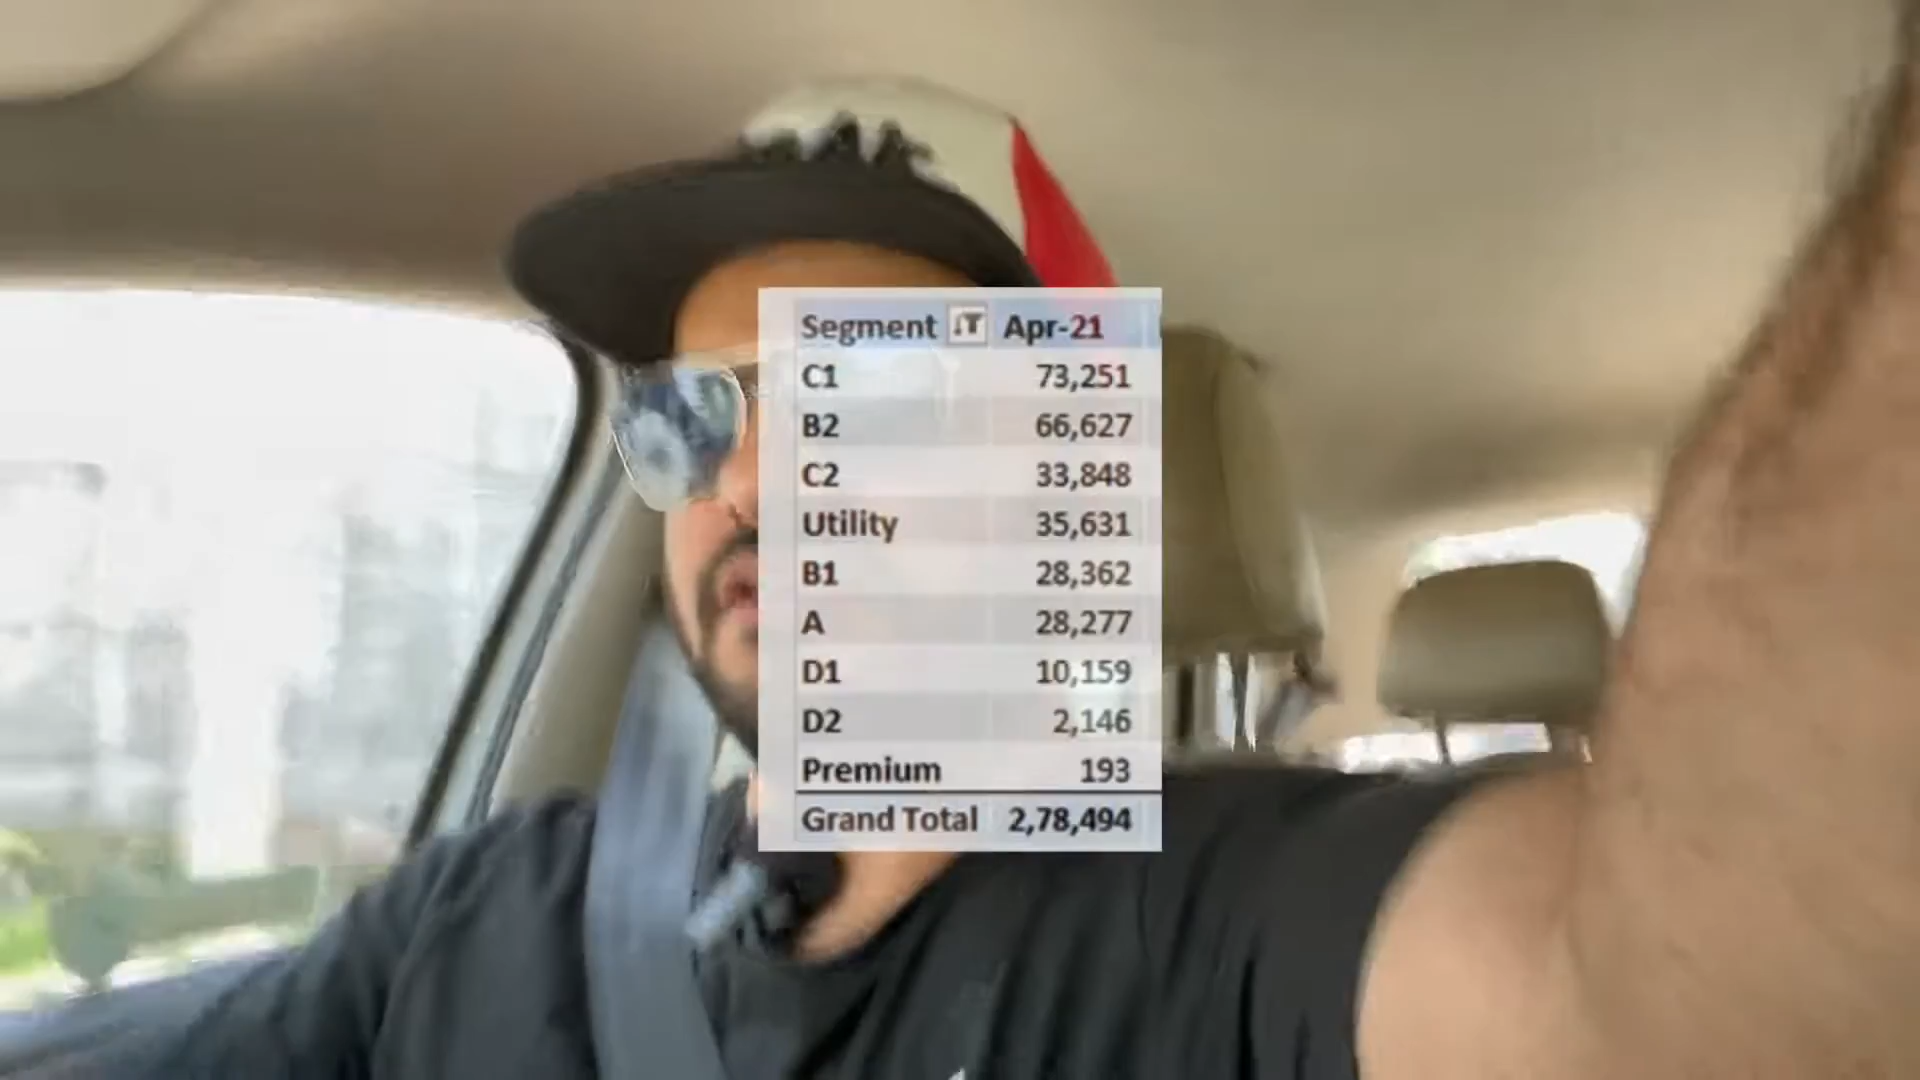 Segment Apr-21
C1 73,251
B2 66,627
C2 33,848
Utility 35,631
B1 28,362
A 28,277
D1 10,159
D2 2,146
Premium 193
Grand Total 2,78,494